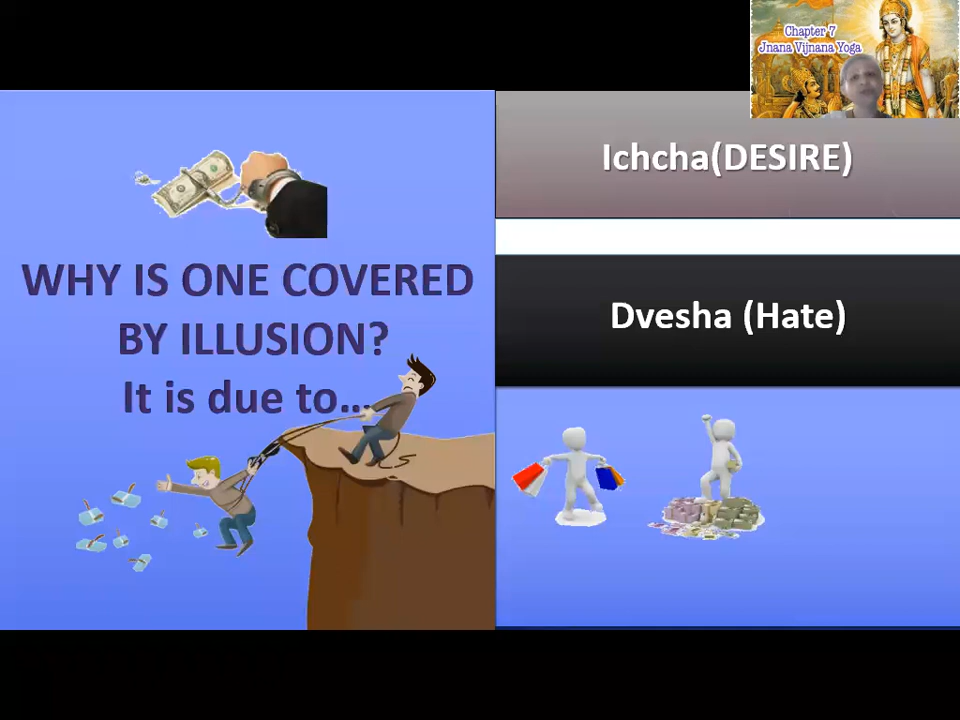 Chapter 7
Jnana Vijnana Yoga
Ichcha(DESIRE)
WHY IS ONE COVERED
BY ILLUSION?
It is due to...
Dvesha (Hate)